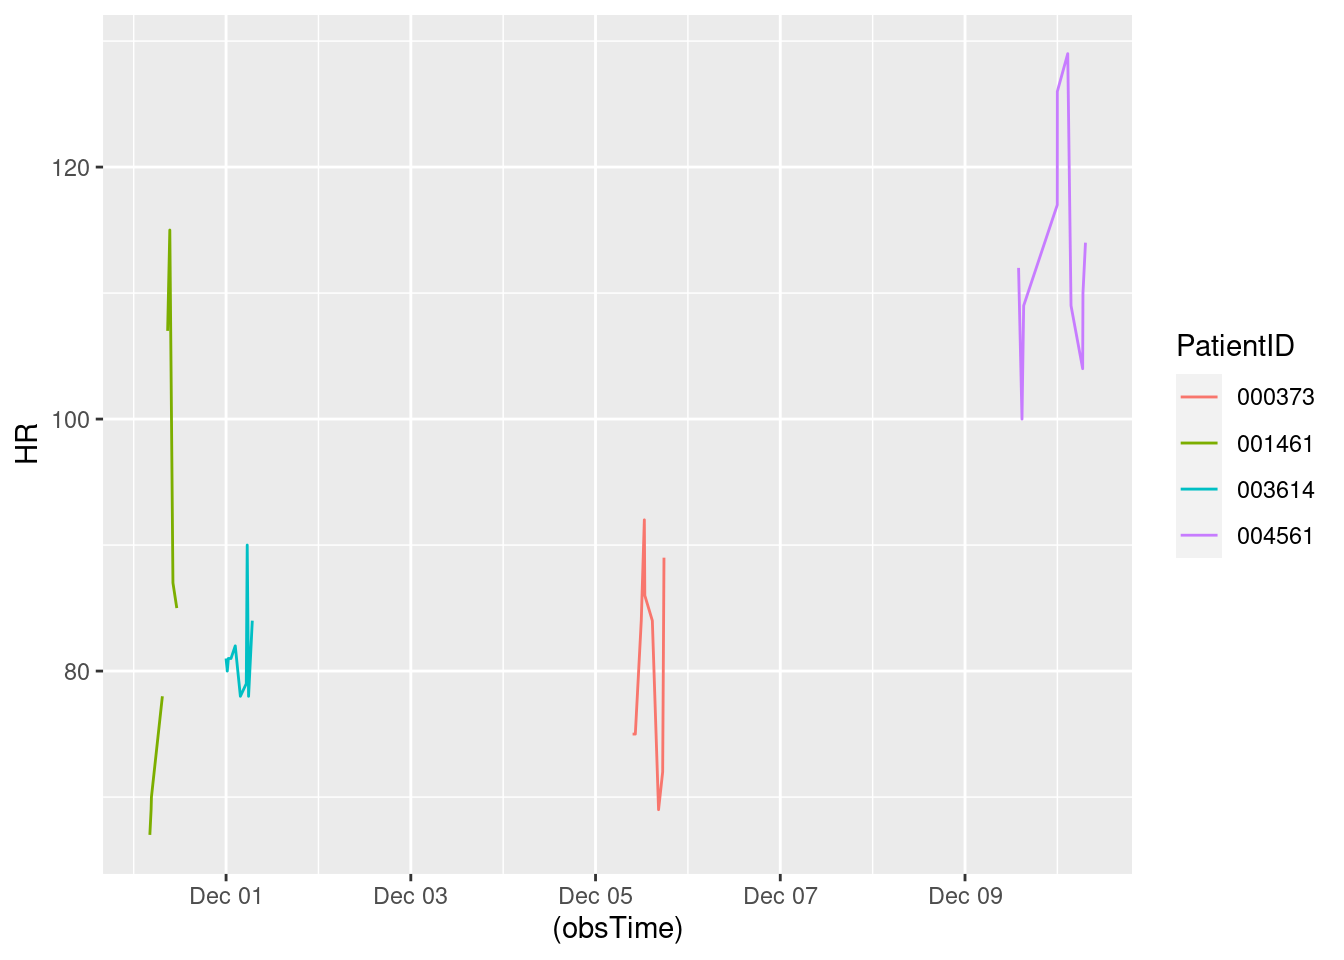 HR
120
100
80
Dec 01
Dec 03
Dec 05
Dec 07
Dec 09
(obsTime)
PatientID
000373
001461
003614
004561